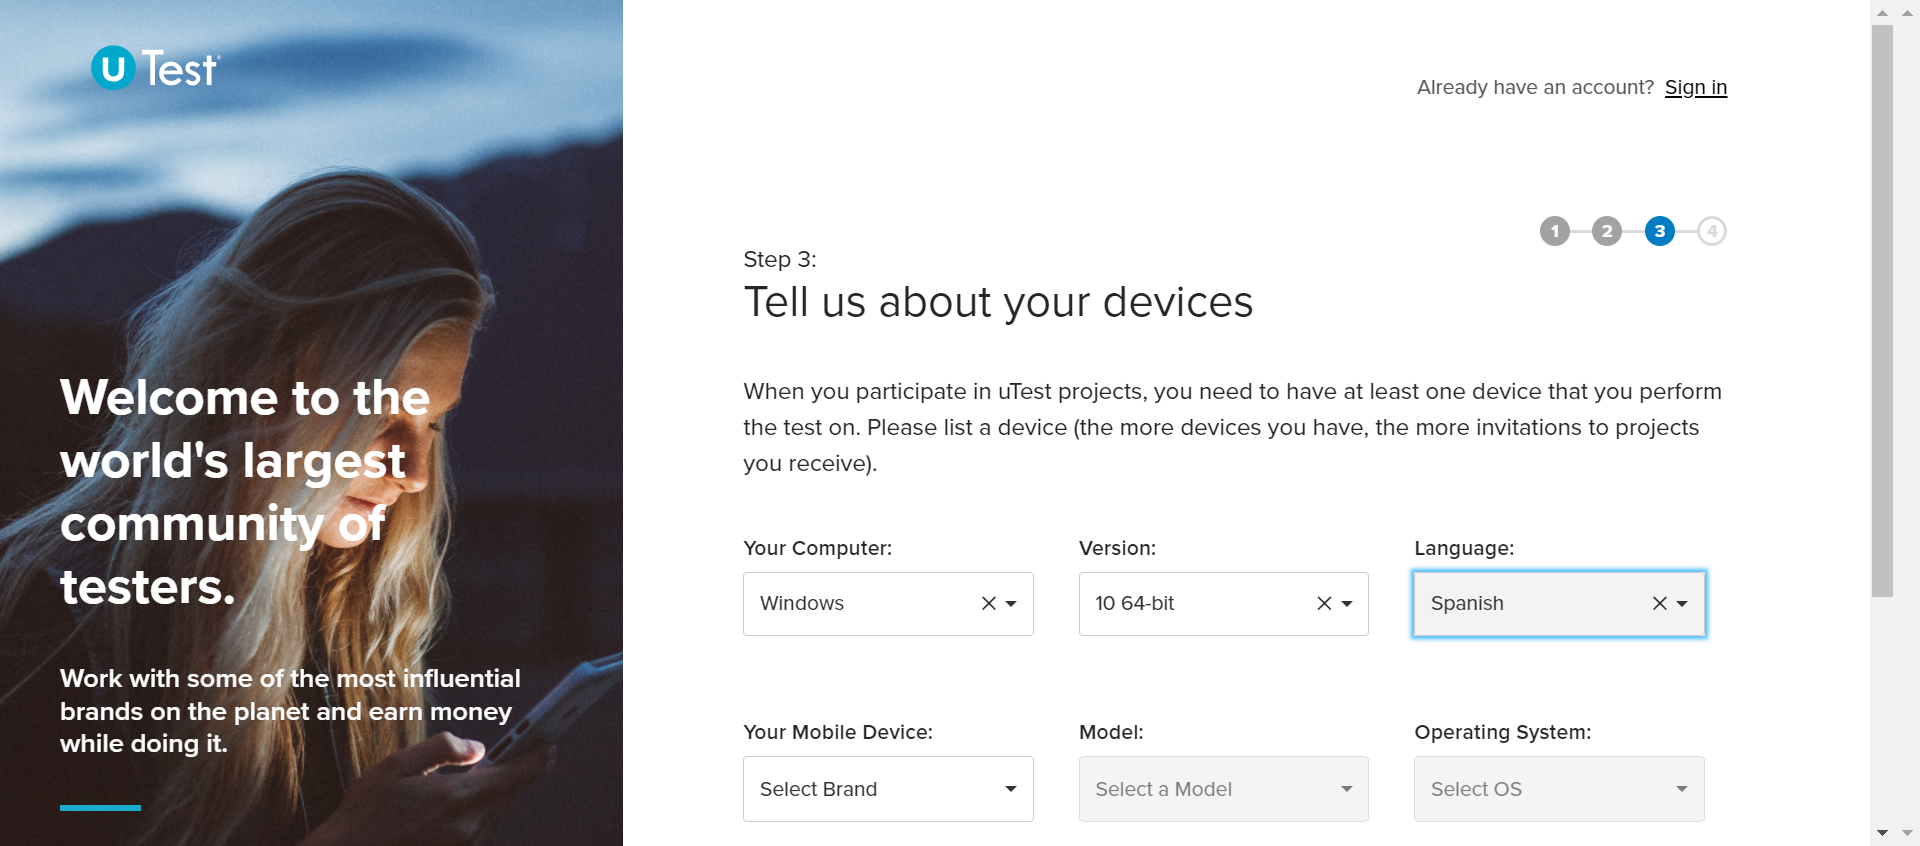 u Test
Already have an account? Sign in
1 2 3 4
Step 3:
Tell us about your devices
Welcome to the
world's largest
community of
testers.
Work with some of the most influential
brands on the planet and earn money
while doing it.
When you participate in uTest projects, you need to have at least one device that you perform
the test on. Please list a device (the more devices you have, the more invitations to projects
you receive).
Your Computer: Version: Language:
Windows 10 64-bit Spanish
Your Mobile Device: Model: Operating System:
Select Brand Select a Model Select OS